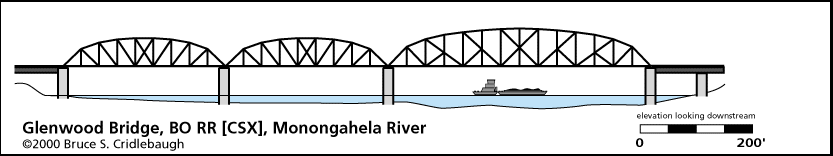 Glenwood Bridge, BO RR [CSX], Monongahela River
©2000 Bruce S. Cridlebaugh
elevation looking downstream
0 200'